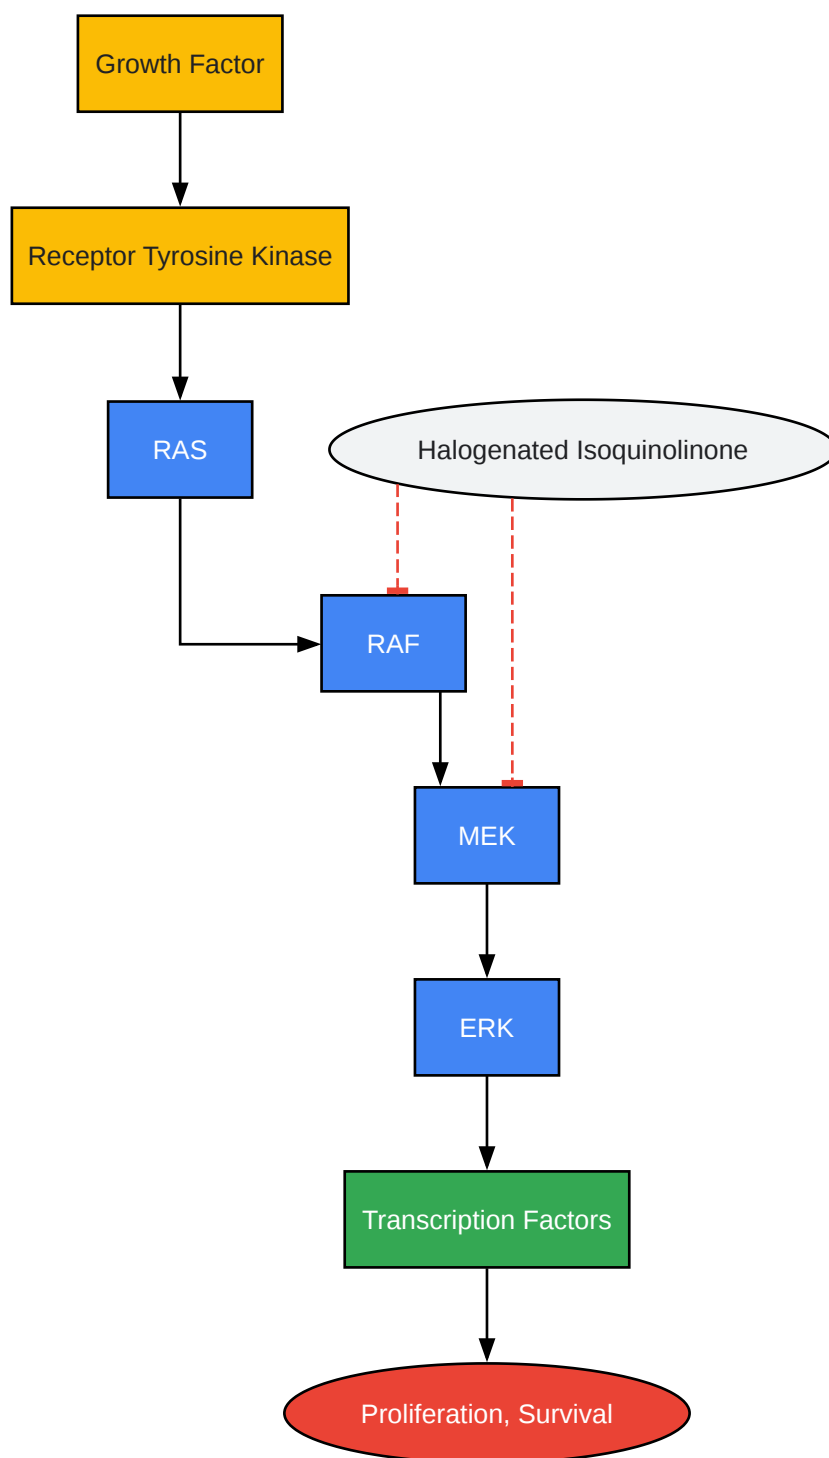 Growth Factor
Receptor Tyrosine Kinase
RAS
Halogenated Isoquinolinone
RAF
MEK
ERK
Transcription Factors
Proliferation, Survival